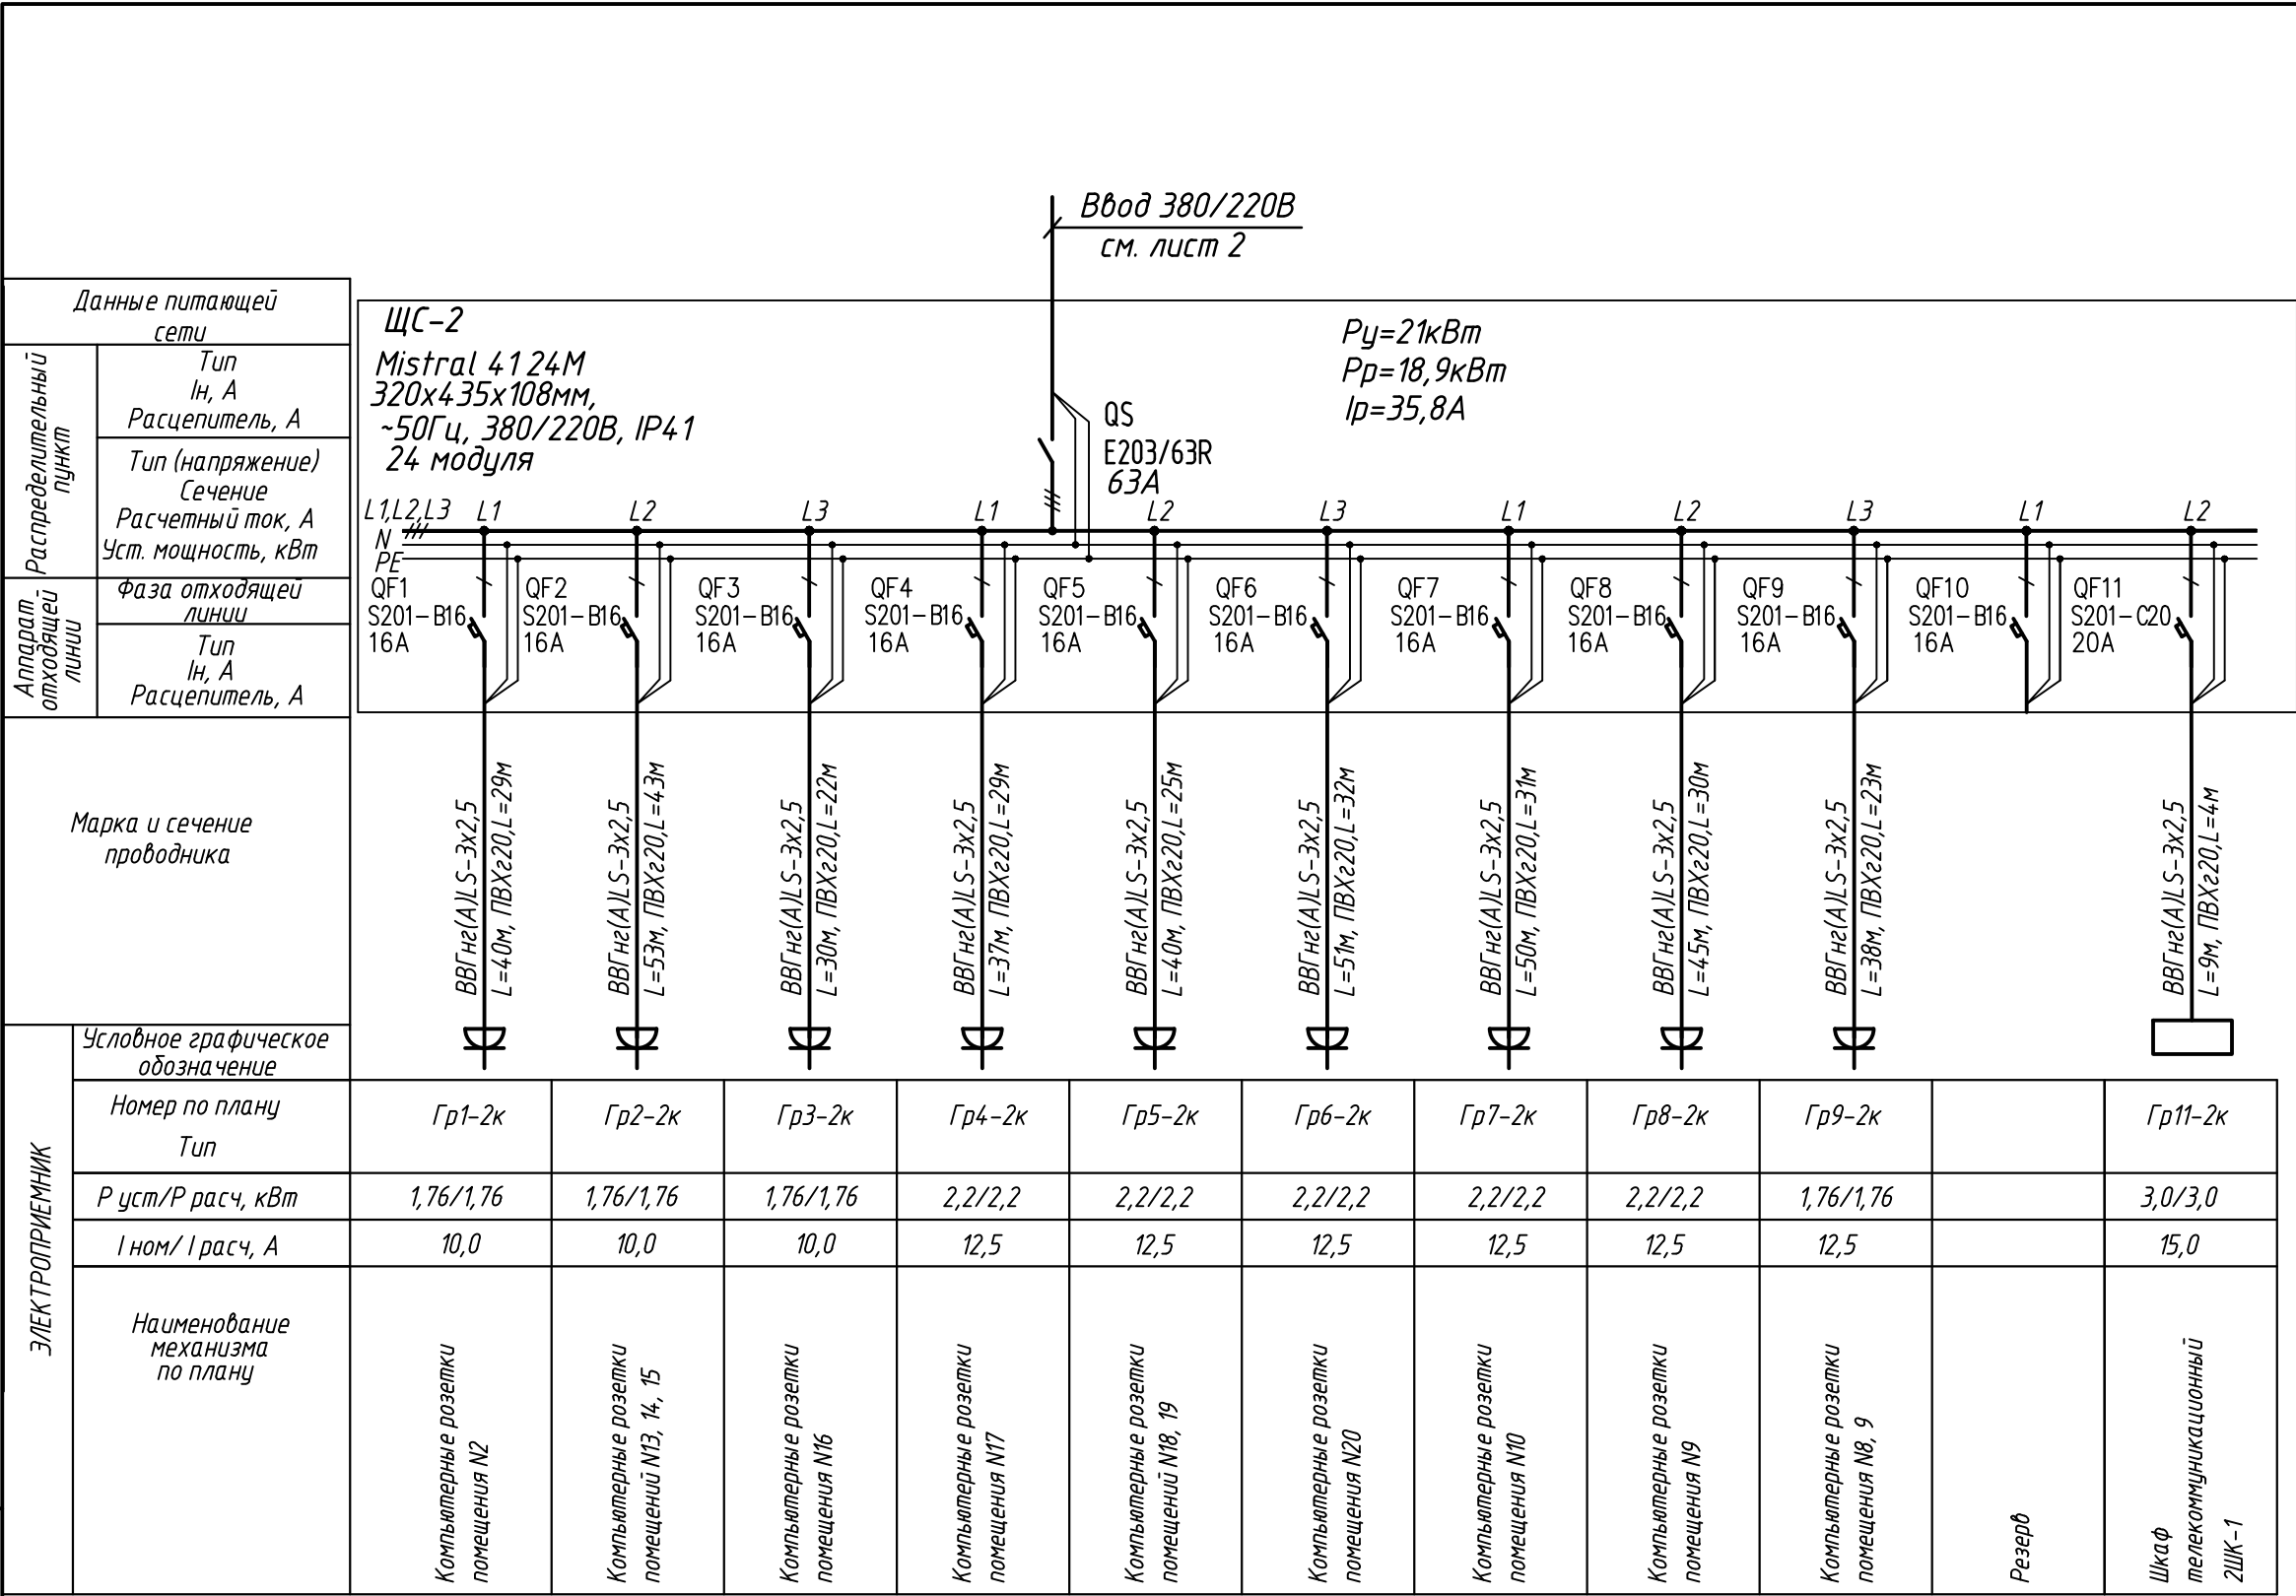 Ввод 380/220В
см. лист 2
Данные питающей
сети
Распределительный
пункт
Тип
Iн, А
Расцепитель, А
Тип (напряжение)
Сечение
Расчетный ток, А
Уст. мощность, кВт
Аппарат
отходящей
линии
Фаза отходящей
линии
Тип
Iн, А
Расцепитель, А
ЩС-2
Mistral 41 24М
320х435х108мм,
~50Гц, 380/220В, IP41
24 модуля
Ру=21кВт
Рр=18,9кВт
Iр=35,8А
QS
E203/63R
63А
L1,L2,L3
N
PE
L1 L2 L3 L1 L2 L3 L1 L2 L3 L1 L2
QF1
S201-B16
16A
QF2
S201-B16
16A
QF3
S201-B16
16A
QF4
S201-B16
16A
QF5
S201-B16
16A
QF6
S201-B16
16A
QF7
S201-B16
16A
QF8
S201-B16
16A
QF9
S201-B16
16A
QF10
S201-B16
16A
QF11
S201-C20
20A
Марка и сечение
проводника
ВВГнг(А)LS-3х2,5
L=40м, ПВХг20,L=29м
ВВГнг(А)LS-3х2,5
L=53м, ПВХг20,L=43м
ВВГнг(А)LS-3х2,5
L=30м, ПВХг20,L=22м
ВВГнг(А)LS-3х2,5
L=37м, ПВХг20,L=29м
ВВГнг(А)LS-3х2,5
L=40м, ПВХг20,L=25м
ВВГнг(А)LS-3х2,5
L=51м, ПВХг20,L=32м
ВВГнг(А)LS-3х2,5
L=50м, ПВХг20,L=31м
ВВГнг(А)LS-3х2,5
L=45м, ПВХг20,L=30м
ВВГнг(А)LS-3х2,5
L=38м, ПВХг20,L=23м
ВВГнг(А)LS-3х2,5
L=9м, ПВХг20,L=4м
ЭЛЕКТРОПРИЕМНИК
Условное графическое
обозначение
Номер по плану
Тип
Гр1-2к Гр2-2к Гр3-2к Гр4-2к Гр5-2к Гр6-2к Гр7-2к Гр8-2к Гр9-2к Гр11-2к
Р уст/Р расч, кВт 1,76/1,76 1,76/1,76 1,76/1,76 2,2/2,2 2,2/2,2 2,2/2,2 2,2/2,2 2,2/2,2 1,76/1,76 3,0/3,0
I ном/ I расч, А 10,0 10,0 10,0 12,5 12,5 12,5 12,5 12,5 12,5 15,0
Наименование
механизма
по плану
Компьютерные розетки
помещения N2
Компьютерные розетки
помещений N13, 14, 15
Компьютерные розетки
помещения N16
Компьютерные розетки
помещения N17
Компьютерные розетки
помещений N18, 19
Компьютерные розетки
помещения N20
Компьютерные розетки
помещения N10
Компьютерные розетки
помещения N9
Компьютерные розетки
помещения N8, 9
Резерв
Шкаф
телекоммуникационный
2ШК-1